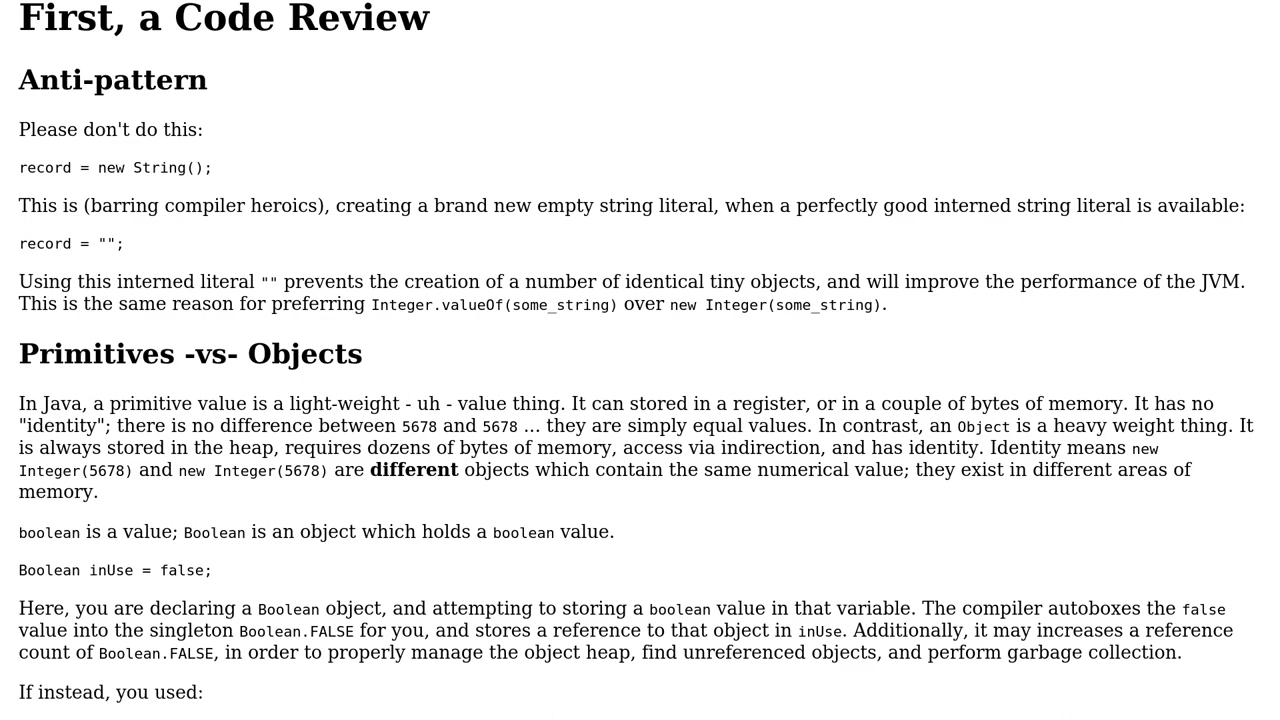 First, a Code Review
Anti-pattern
Please don't do this:
record = new String();
This is (barring compiler heroics), creating a brand new empty string literal, when a perfectly good interned string literal is available:
record = "";
Using this interned literal "" prevents the creation of a number of identical tiny objects, and will improve the performance of the JVM.
This is the same reason for preferring Integer.valueOf(some_string) over new Integer(some_string).
Primitives -vs- Objects
In Java, a primitive value is a light-weight - uh - value thing. It can stored in a register, or in a couple of bytes of memory. It has no
"identity"; there is no difference between 5678 and 5678 ... they are simply equal values. In contrast, an Object is a heavy weight thing. It
is always stored in the heap, requires dozens of bytes of memory, access via indirection, and has identity. Identity means new
Integer(5678) and new Integer(5678) are different objects which contain the same numerical value; they exist in different areas of
memory.
boolean is a value; Boolean is an object which holds a boolean value.
Boolean inUse = false;
Here, you are declaring a Boolean object, and attempting to storing a boolean value in that variable. The compiler autoboxes the false
value into the singleton Boolean.FALSE for you, and stores a reference to that object in inUse. Additionally, it may increases a reference
count of Boolean.FALSE, in order to properly manage the object heap, find unreferenced objects, and perform garbage collection.
If instead, you used: